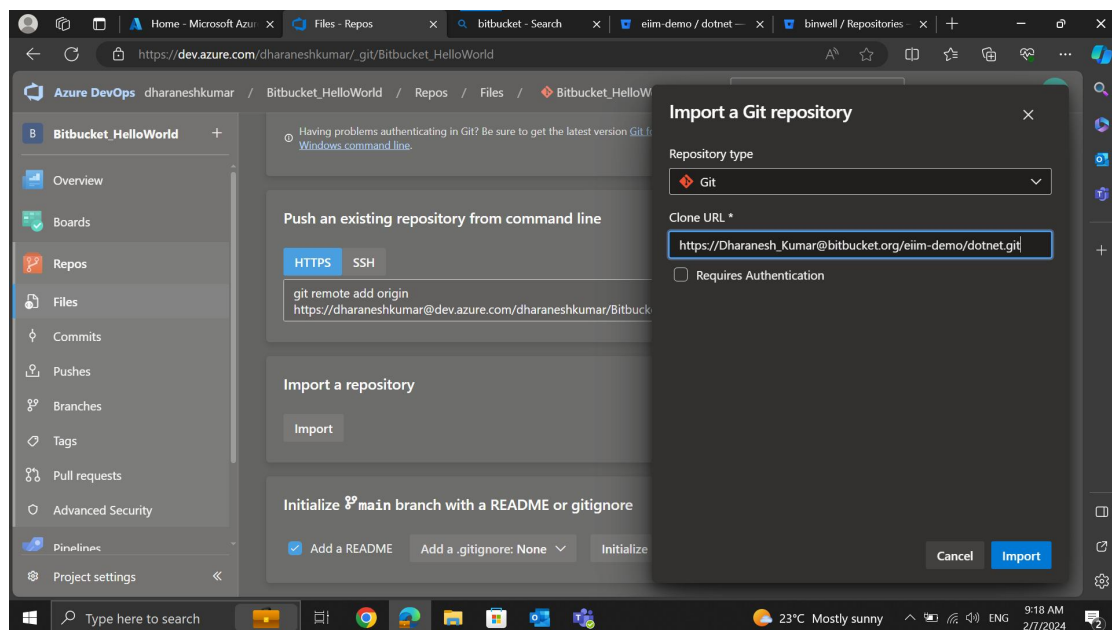 Home - Microsoft Azur
Files - Repos
bitbucket - Search
eiim-demo / dotnet —
binwell / Repositories -
https://dev.azure.com/dharaneshkumar/_git/Bitbucket_HelloWorld
Azure DevOps dharaneshkumar / Bitbucket_HelloWorld / Repos / Files / Bitbucket_HelloW
B Bitbucket_HelloWorld +
Overview
Boards
Repos
Files
Commits
Pushes
Branches
Tags
Pull requests
Advanced Security
Pipelines
Project settings
Having problems authenticating in Git? Be sure to get the latest version Git f
Windows command line.
Push an existing repository from command line
HTTPS SSH
git remote add origin
https://dharaneshkumar@dev.azure.com/dharaneshkumar/Bitbuck
Import a repository
Import
Initialize main branch with a README or gitignore
Add a README Add a .gitignore: None Initialize
Import a Git repository
Repository type
Git
Clone URL *
https://Dharanesh_Kumar@bitbucket.org/eiim-demo/dotnet.git
Requires Authentication
Cancel Import
Type here to search
23°C Mostly sunny
ENG
9:18 AM
2/7/2024
2